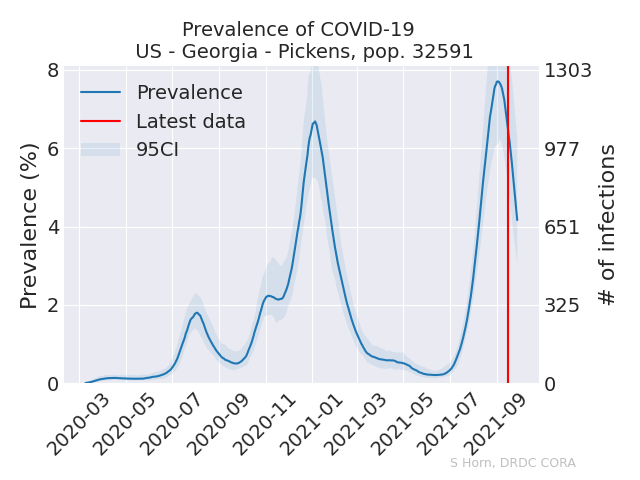 Prevalence of COVID-19
US - Georgia - Pickens, pop. 32591
Prevalence
Latest data
95CI
Prevalence (%)
8
6
4
2
0
1303
977
651
325
0
# of infections
2020-03
2020-05
2020-07
2020-09
2020-11
2021-01
2021-03
2021-05
2021-07
2021-09
S Horn, DRDC CORA